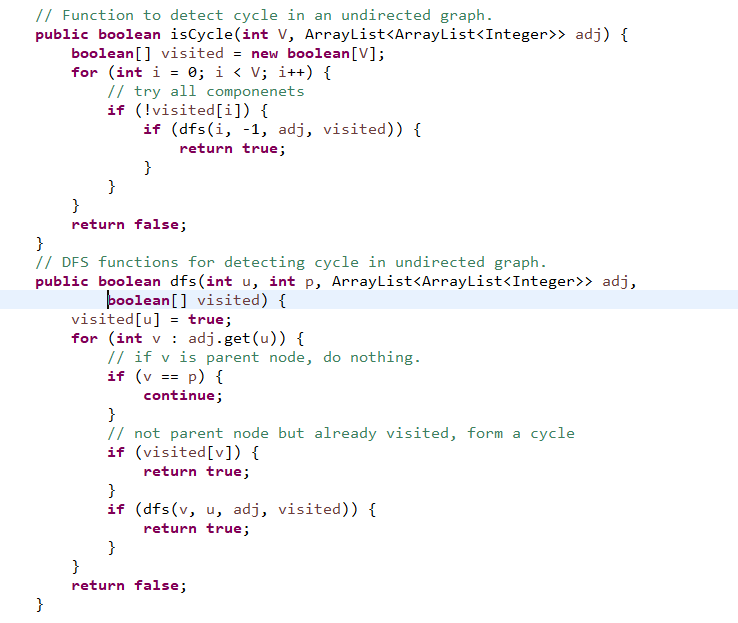 // Function to detect cycle in an undirected graph.
public boolean isCycle(int V, ArrayList<ArrayList<Integer>> adj) {
boolean[] visited = new boolean[V];
for (int i = 0; i < V; i++) {
// try all componenets
if (!visited[i]) {
if (dfs(i, -1, adj, visited)) {
return true;
}
}
}
return false;
}
// DFS functions for detecting cycle in undirected graph.
public boolean dfs(int u, int p, ArrayList<ArrayList<Integer>> adj,
boolean[] visited) {
visited[u] = true;
for (int v : adj.get(u)) {
// if v is parent node, do nothing.
if (v == p) {
continue;
}
// not parent node but already visited, form a cycle
if (visited[v]) {
return true;
}
if (dfs(v, u, adj, visited)) {
return true;
}
}
return false;
}